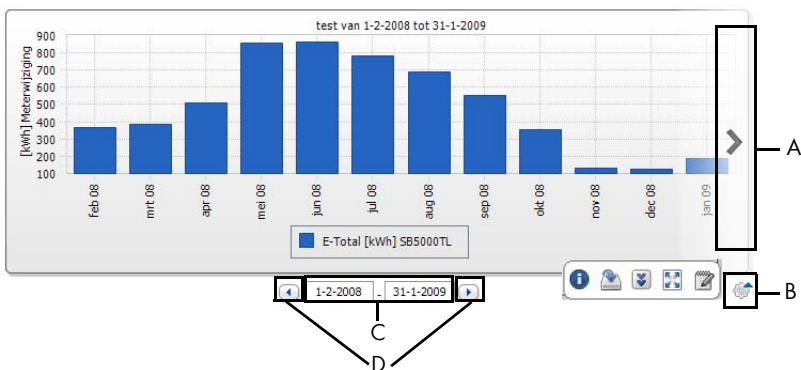 test van 1-2-2008 tot 31-1-2009
[kWh] Meterwijziging
900
800
700
600
500
400
300
200
100
feb 08
mrt 08
apr 08
mei 08
jun 08
jul 08
aug 08
sep 08
okt 08
nov 08
dec 08
jan 09
E-Total [kWh] SB5000TL
1-2-2008 - 31-1-2009
A
B
C
D